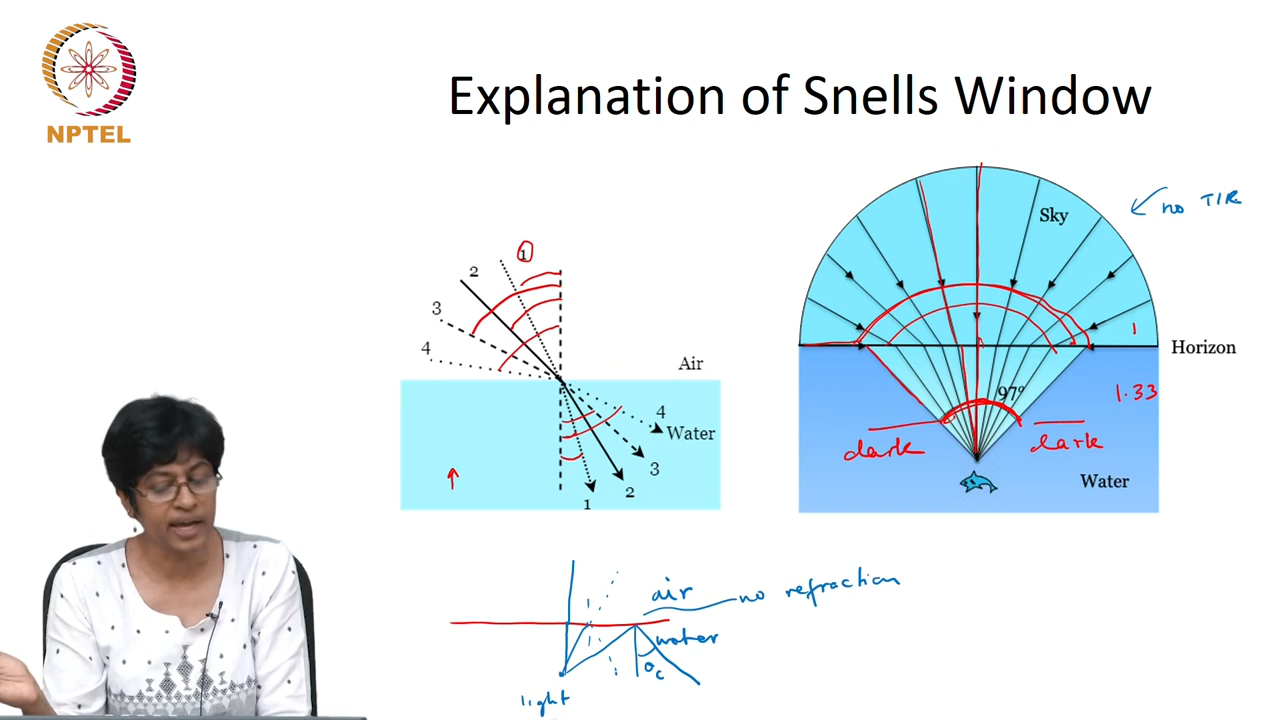 NPTEL
Explanation of Snells Window
1
2
3
4
Air
4
Water
3
2
1
Sky
no TIR
1
Horizon
97°
1.33
dark
dark
Water
air
no refraction
water
θc
light